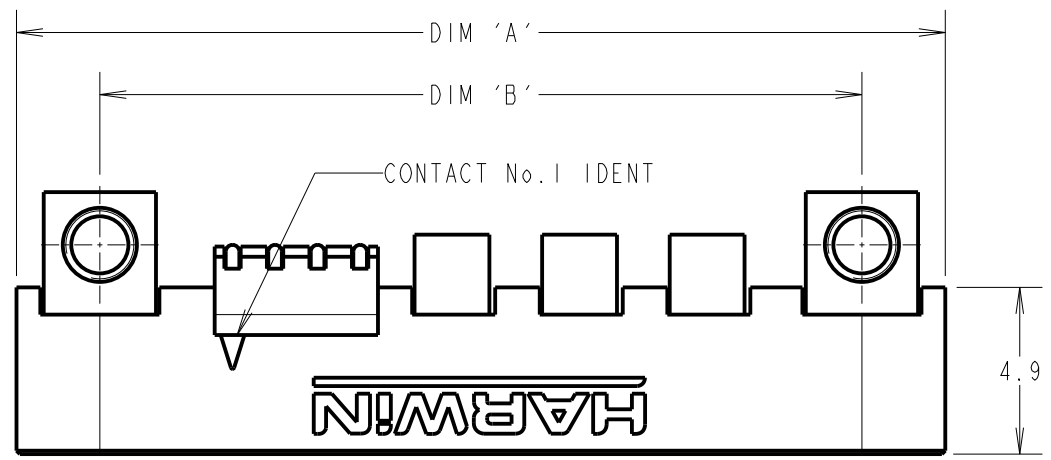 DIM 'A'
DIM 'B'
CONTACT No.1 IDENT
4.9
HARWiN